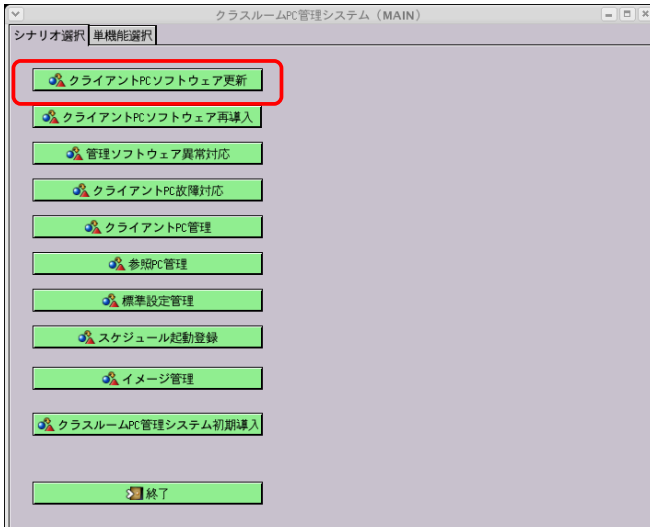 クラスルームPC管理システム（MAIN）
シナリオ選択 単機能選択
クライアントPCソフトウェア更新
クライアントPCソフトウェア再導入
管理ソフトウェア異常対応
クライアントPC故障対応
クライアントPC管理
参照PC管理
標準設定管理
スケジュール起動登録
イメージ管理
クラスルームPC管理システム初期導入
終了